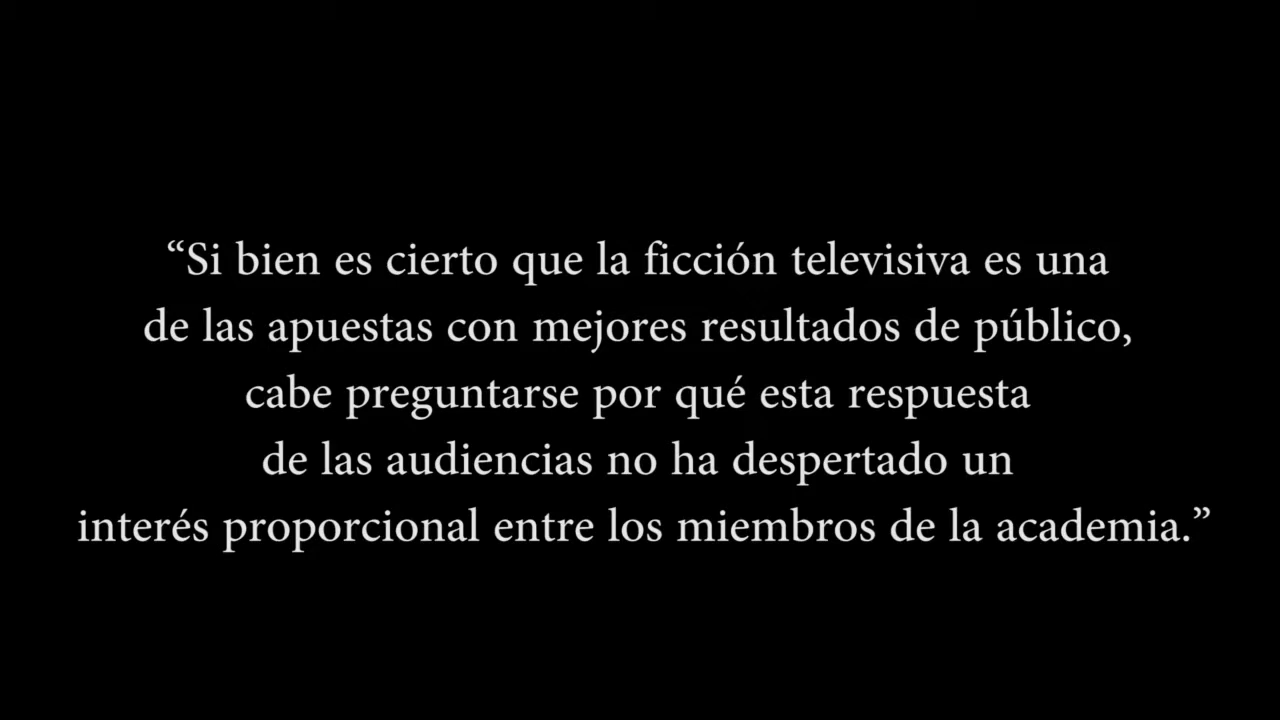 “Si bien es cierto que la ficción televisiva es una
de las apuestas con mejores resultados de público,
cabe preguntarse por qué esta respuesta
de las audiencias no ha despertado un
interés proporcional entre los miembros de la academia.”